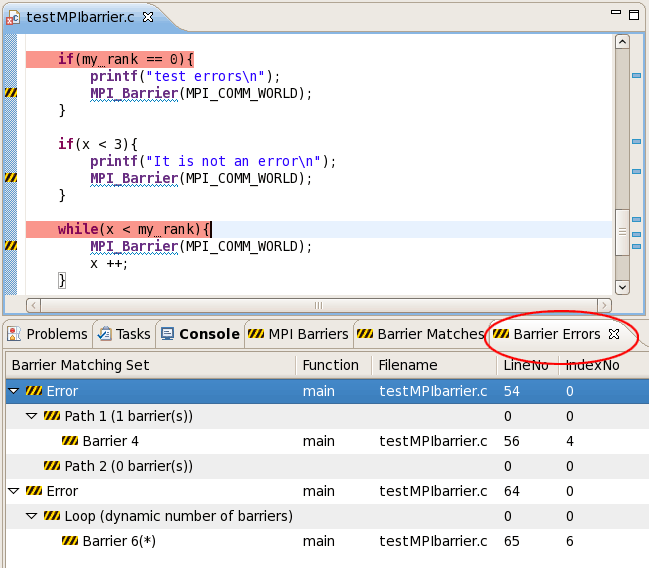 testMPIbarrier.c
if(my_rank == 0){
printf("test errors\n");
MPI_Barrier(MPI_COMM_WORLD);
}
if(x < 3){
printf("It is not an error\n");
MPI_Barrier(MPI_COMM_WORLD);
}
while(x < my_rank){
MPI_Barrier(MPI_COMM_WORLD);
x ++;
}
Problems Tasks Console MPI Barriers Barrier Matches Barrier Errors
Barrier Matching Set Function Filename LineNo IndexNo
Error main testMPIbarrier.c 54 0
Path 1 (1 barrier(s)) 0 0
Barrier 4 main testMPIbarrier.c 56 4
Path 2 (0 barrier(s)) 0 0
Error main testMPIbarrier.c 64 0
Loop (dynamic number of barriers) 0 0
Barrier 6(*) main testMPIbarrier.c 65 6